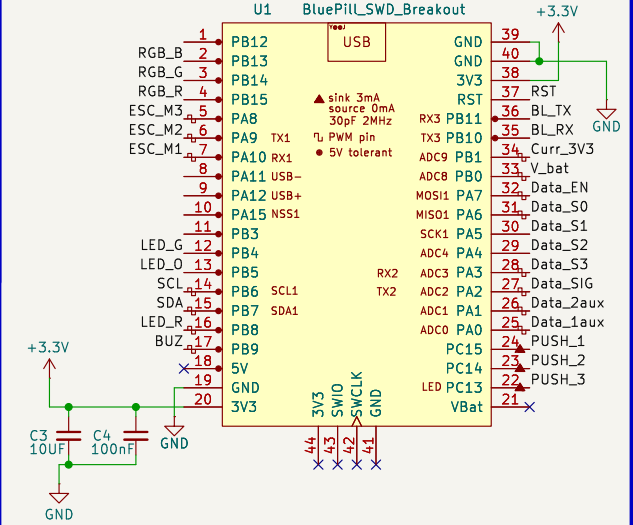 U1 BluePill_SWD_Breakout
+3.3V
USB
1 PB12
RGB_B 2 PB13
RGB_G 3 PB14
RGB_R 4 PB15
ESC_M3 5 PA8
ESC_M2 6 PA9 TX1
ESC_M1 7 PA10 RX1
8 PA11 USB-
9 PA12 USB+
10 PA15 NSS1
11 PB3
LED_G 12 PB4
LED_O 13 PB5
SCL 14 PB6 SCL1
SDA 15 PB7 SDA1
LED_R 16 PB8
BUZ 17 PB9
18 5V
19 GND
20 3V3
sink 3mA
source 0mA
30pF 2MHz
PWM pin
5V tolerant
GND 39
GND 40
3V3 38
RST 37 RST
RX3 PB11 36 BL_TX
TX3 PB10 35 BL_RX
ADC9 PB1 34 Curr_3V3
ADC8 PB0 33 V_bat
MOSI1 PA7 32 Data_EN
MISO1 PA6 31 Data_S0
SCK1 PA5 30 Data_S1
ADC4 PA4 29 Data_S2
RX2 ADC3 PA3 28 Data_S3
TX2 ADC2 PA2 27 Data_SIG
ADC1 PA1 26 Data_2aux
ADC0 PA0 25 Data_1aux
PC15 24 PUSH_1
PC14 23 PUSH_2
LED PC13 22 PUSH_3
VBat 21
GND
3V3 SWIO SWCLK GND
44 43 42 41
+3.3V
C3 C4
10UF 100nF
GND
GND